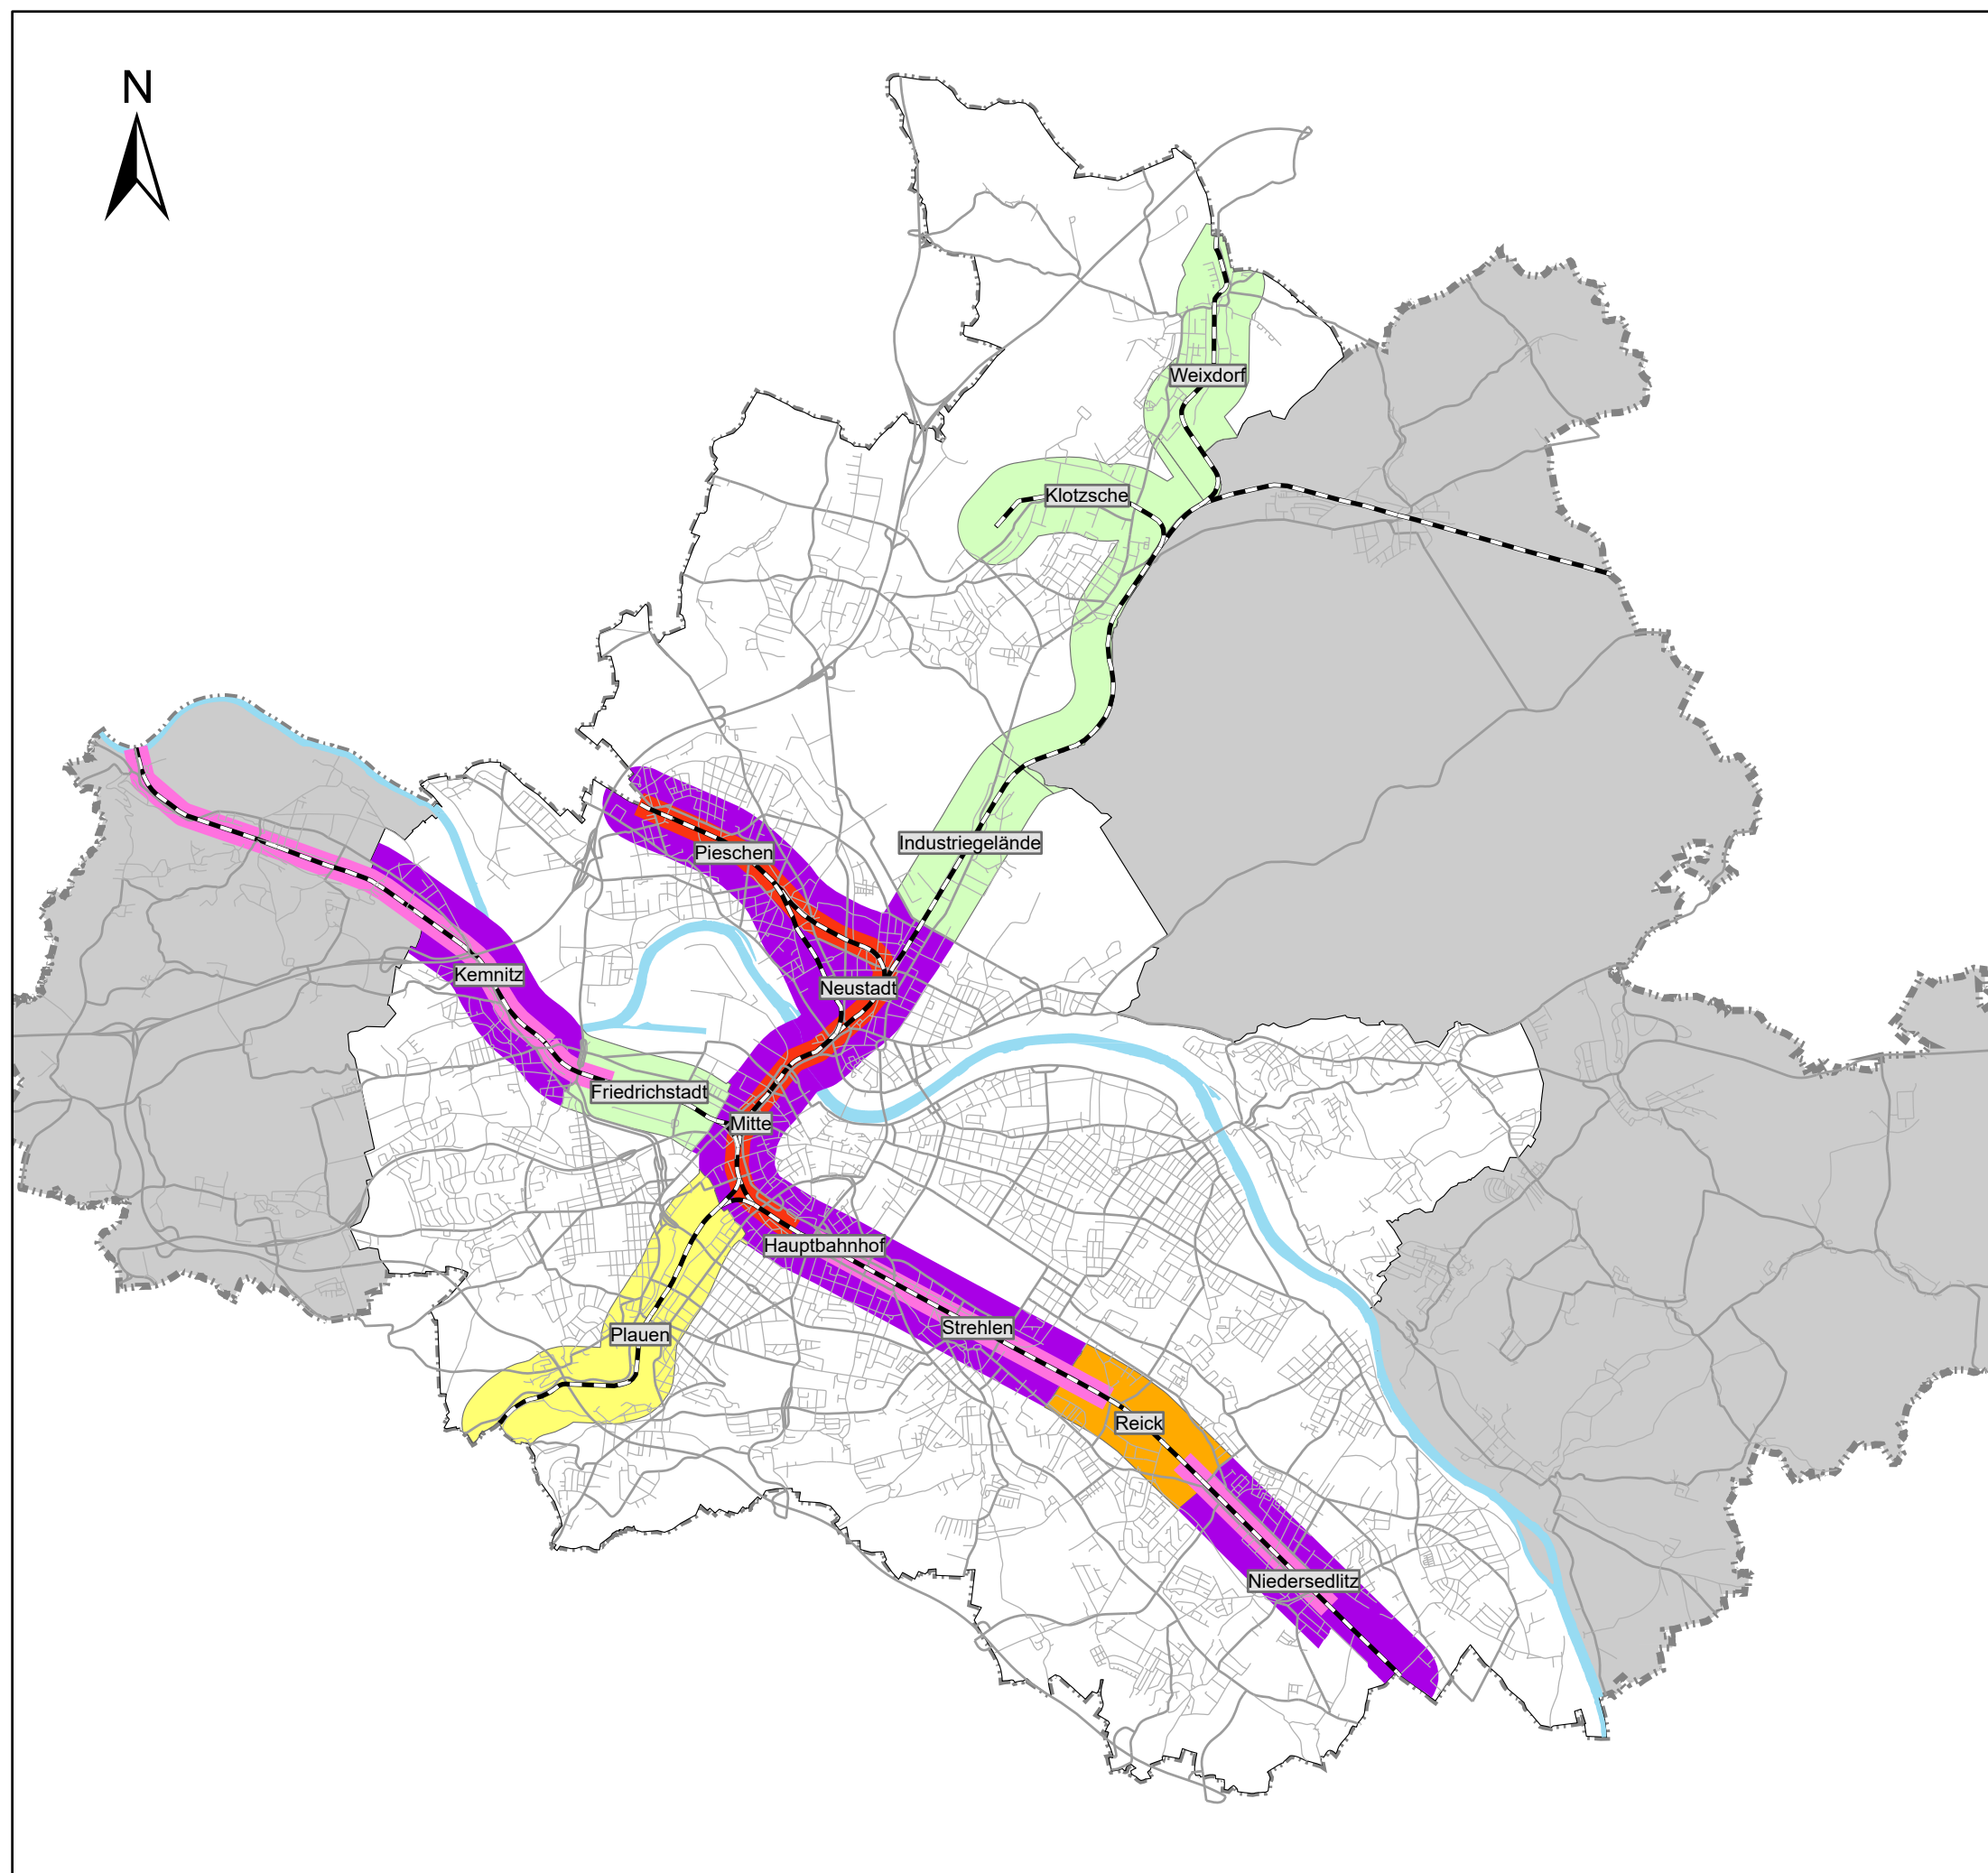 N
Weixdorf
Klotzsche
Industriegelände
Pieschen
Kemnitz
Neustadt
Friedrichstadt
Mitte
Hauptbahnhof
Strehlen
Plauen
Reick
Niedersedlitz